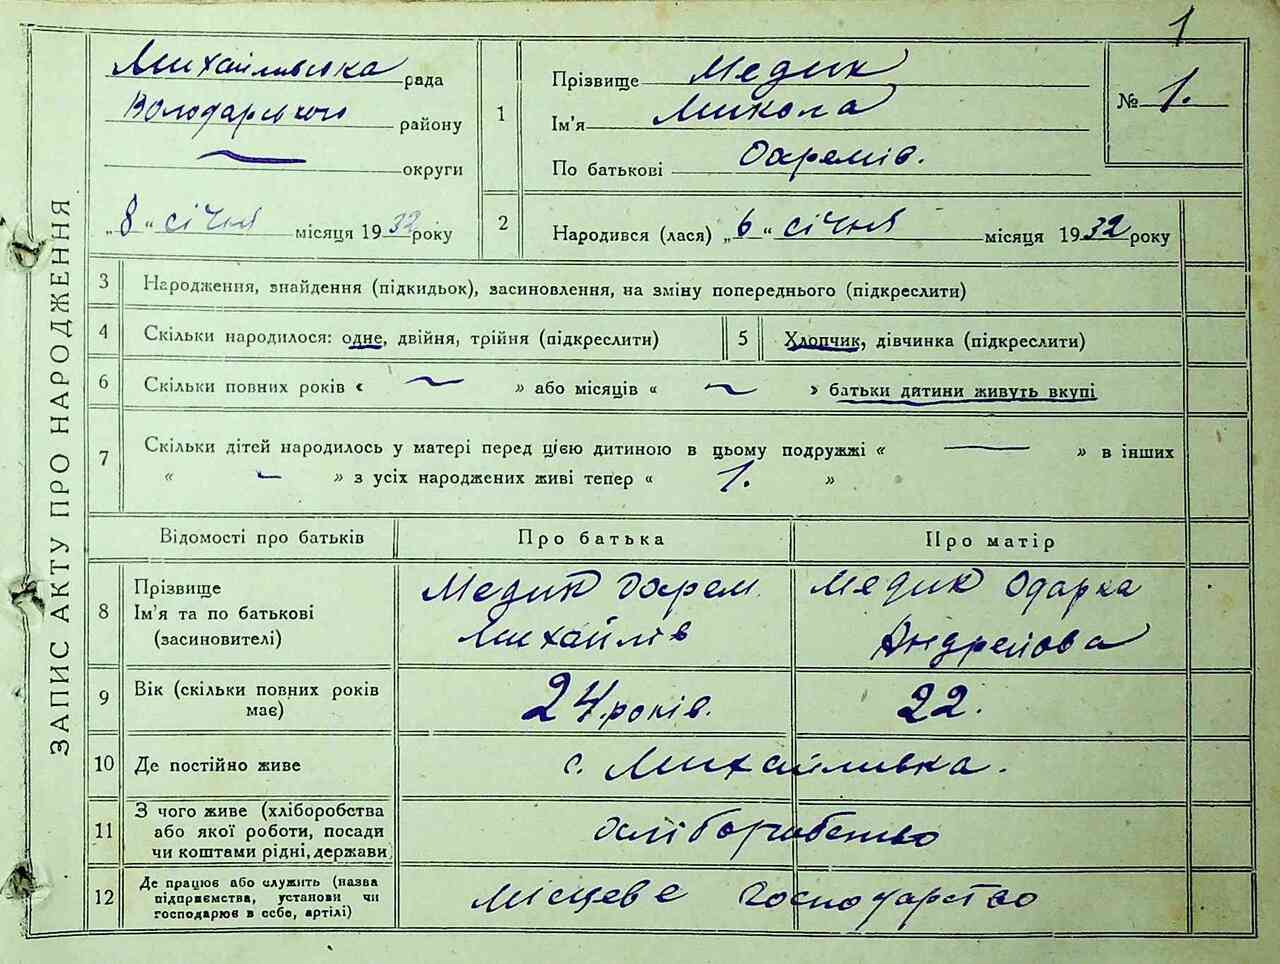 1
ЗАПИС АКТУ ПРО НАРОДЖЕННЯ
Михайлівська рада
Володарського району
округи
„8“ січня місяця 1932 року
1
Прізвище Медик
Ім'я Микола
По батькові Охремів.
№ 1.
2
Народився (лася) „6“ січня місяця 1932 року
3 Народження, знайдення (підкидьок), засиновлення, на зміну попереднього (підкреслити)
4 Скільки народилося: одне, двійня, трійня (підкреслити)
5 Хлопчик, дівчинка (підкреслити)
6 Скільки повних років « » або місяців « » батьки дитини живуть вкупі
7 Скільки дітей народилось у матері перед цією дитиною в цьому подружжі « — » в інших
« - » з усіх народжених живі тепер « 1. »
Відомості про батьків Про батька Про матір
8 Прізвище
Ім'я та по батькові
(засиновителі)
Медик Охрем
Михайлів
Медик Одарка
Андреїова
9 Вік (скільки повних років
має)
24 років.
22.
10 Де постійно живе с. Михайливка.
11 З чого живе (хліборобства
або якої роботи, посади
чи коштами рідні, держави)
хліборобство
12 Де працює або служить (назва
підприємства, установи чи
господарює в себе, артілі)
місцеве господарство